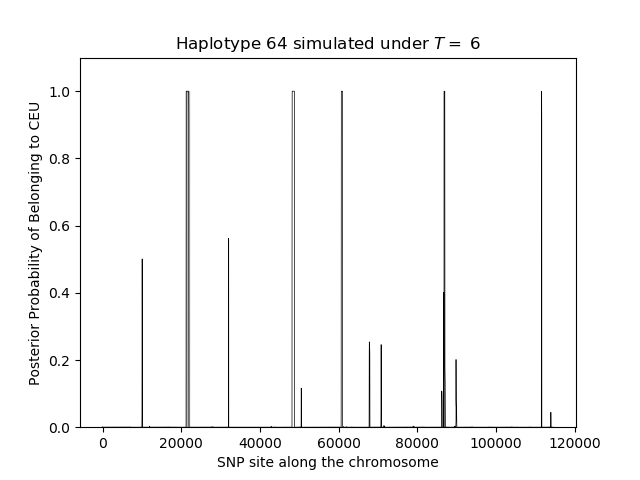 Haplotype 64 simulated under T = 6
Posterior Probability of Belonging to CEU
1.0
0.8
0.6
0.4
0.2
0.0
0 20000 40000 60000 80000 100000 120000
SNP site along the chromosome